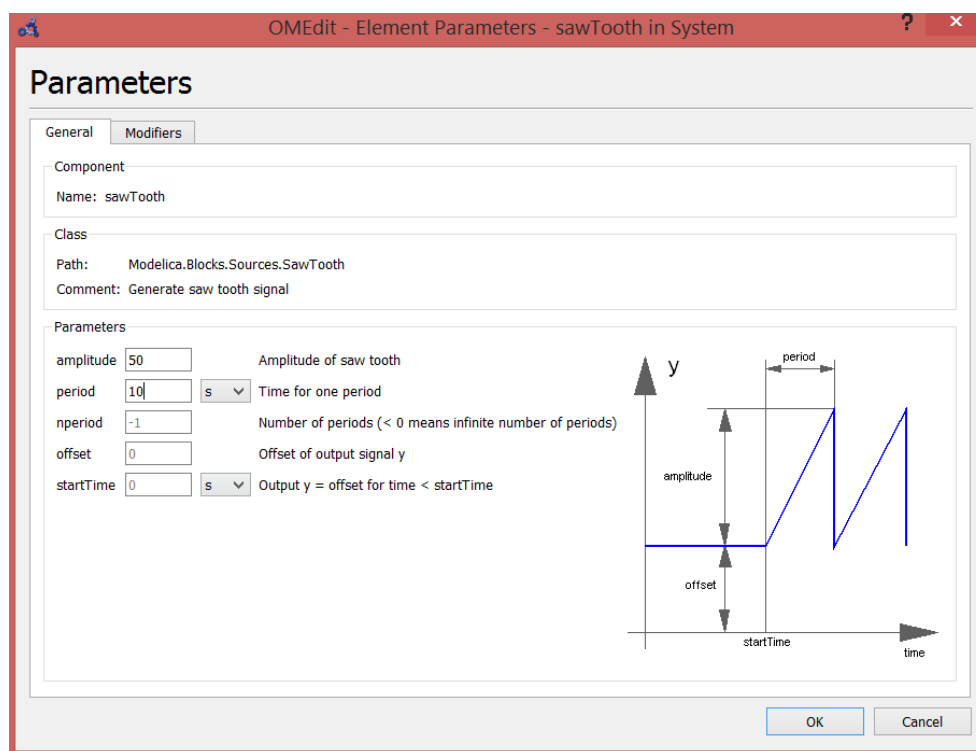 OMEdit - Element Parameters - sawTooth in System
? ×
Parameters
General Modifiers
Component
Name: sawTooth
Class
Path: Modelica.Blocks.Sources.SawTooth
Comment: Generate saw tooth signal
Parameters
amplitude 50 Amplitude of saw tooth
period 10 s Time for one period
nperiod -1 Number of periods (< 0 means infinite number of periods)
offset 0 Offset of output signal y
startTime 0 s Output y = offset for time < startTime
y
period
amplitude
offset
startTime
time
OK Cancel